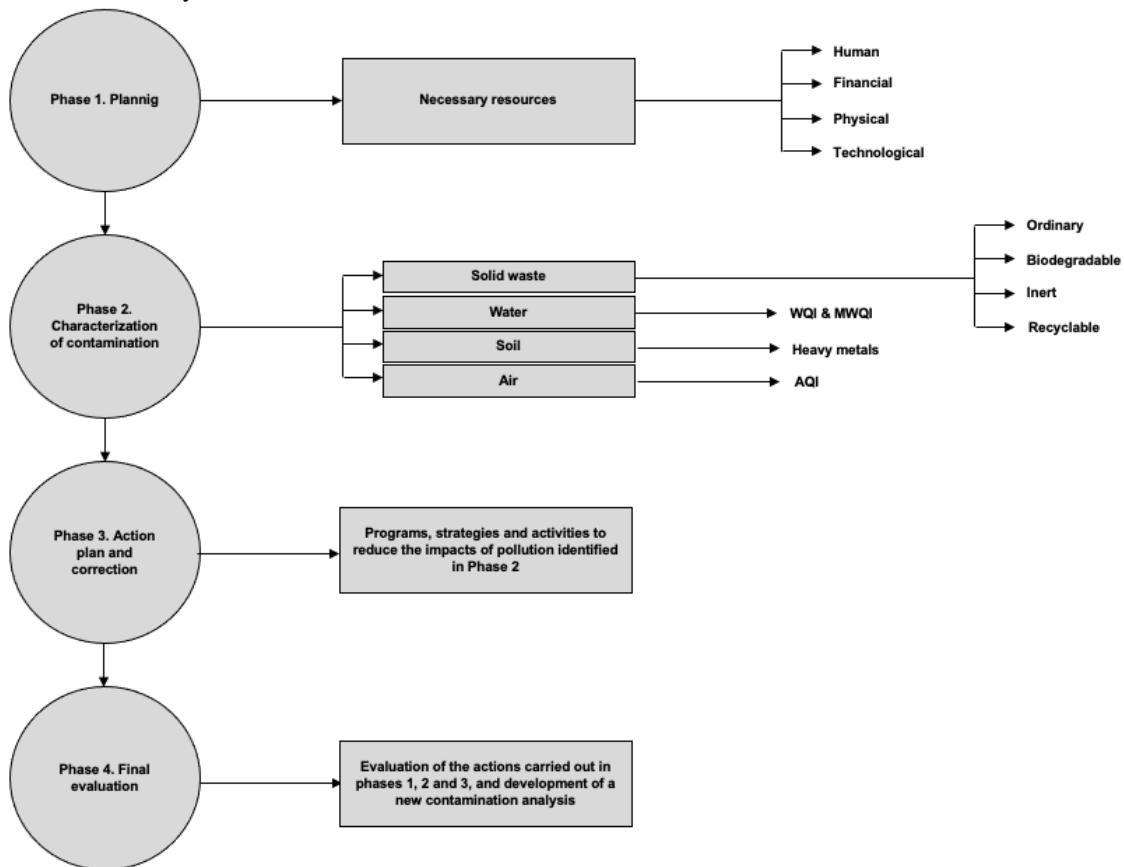 Phase 1. Plannig
Necessary resources
Human
Financial
Physical
Technological
Phase 2.
Characterization
of contamination
Solid waste
Water
Soil
Air
Ordinary
Biodegradable
Inert
Recyclable
WQI & MWQI
Heavy metals
AQI
Phase 3. Action
plan and
correction
Programs, strategies and activities to
reduce the impacts of pollution identified
in Phase 2
Phase 4. Final
evaluation
Evaluation of the actions carried out in
phases 1, 2 and 3, and development of a
new contamination analysis